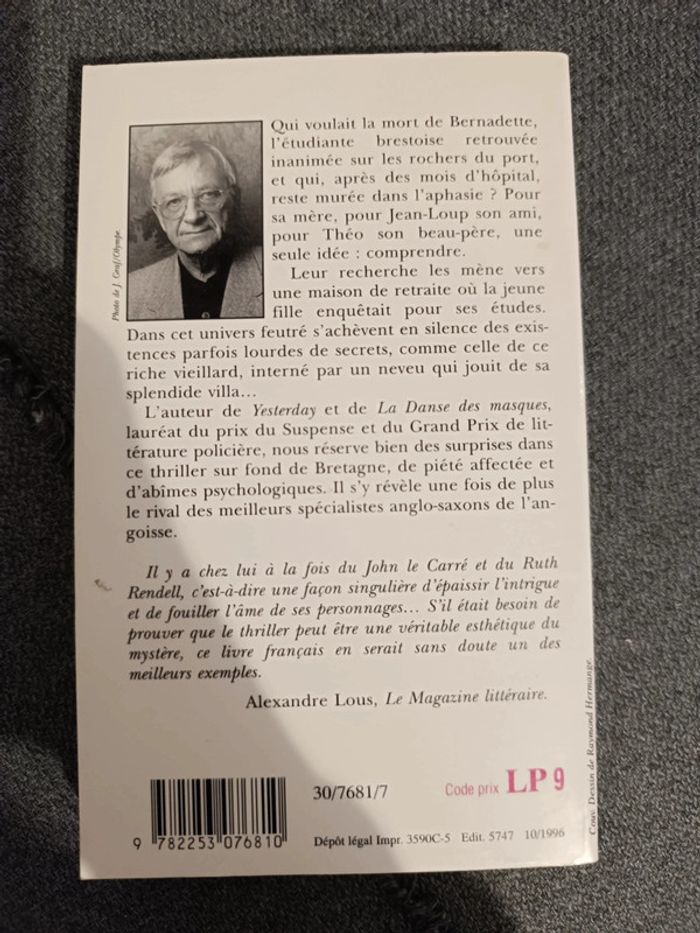 Qui voulait la mort de Bernadette,
l'étudiante brestoise retrouvée
inanimée sur les rochers du port,
et qui, après des mois d'hôpital,
reste murée dans l'aphasie ? Pour
sa mère, pour Jean-Loup son ami,
pour Théo son beau-père, une
seule idée : comprendre.
Leur recherche les mène vers
une maison de retraite où la jeune
fille enquêtait pour ses études.
Dans cet univers feutré s'achèvent en silence des exis-
tences parfois lourdes de secrets, comme celle de ce
riche vieillard, interné par un neveu qui jouit de sa
splendide villa...
L'auteur de Yesterday et de La Danse des masques,
lauréat du prix du Suspense et du Grand Prix de lit-
térature policière, nous réserve bien des surprises dans
ce thriller sur fond de Bretagne, de piété affectée et
d'abîmes psychologiques. Il s'y révèle une fois de plus
le rival des meilleurs spécialistes anglo-saxons de l'an-
goisse.
Il y a chez lui à la fois du John le Carré et du Ruth
Rendell, c'est-à-dire une façon singulière d'épaissir l'intrigue
et de fouiller l'âme de ses personnages... S'il était besoin de
prouver que le thriller peut être une véritable esthétique du
mystère, ce livre français en serait sans doute un des
meilleurs exemples.
Alexandre Lous, Le Magazine littéraire.
Photo de J. Graf/Olympe.
Couv. Dessin de Raymond Hermange.
30/7681/7
Code prix LP 9
9 782253 076810
Dépôt légal Impr. 3590C-5 Edit. 5747 10/1996